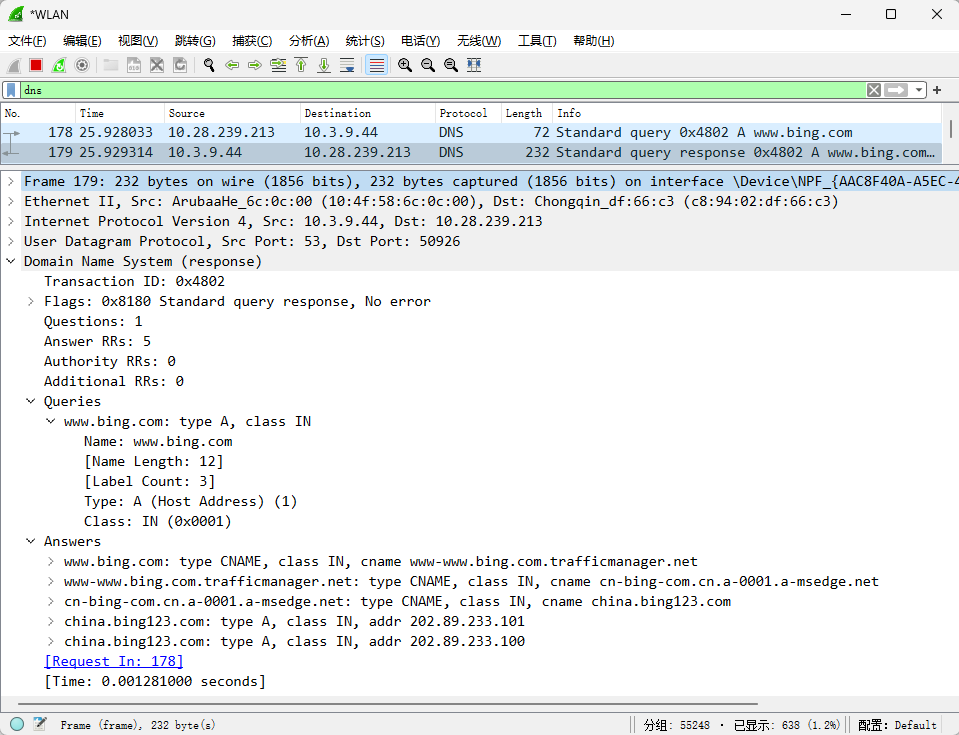 *WLAN
文件(F) 编辑(E) 视图(V) 跳转(G) 捕获(C) 分析(A) 统计(S) 电话(Y) 无线(W) 工具(T) 帮助(H)
dns
No. Time Source Destination Protocol Length Info
178 25.928033 10.28.239.213 10.3.9.44 DNS 72 Standard query 0x4802 A www.bing.com
179 25.929314 10.3.9.44 10.28.239.213 DNS 232 Standard query response 0x4802 A www.bing.com…
Frame 179: 232 bytes on wire (1856 bits), 232 bytes captured (1856 bits) on interface \Device\NPF_{AAC8F40A-A5EC-4
Ethernet II, Src: ArubaaHe_6c:0c:00 (10:4f:58:6c:0c:00), Dst: Chongqin_df:66:c3 (c8:94:02:df:66:c3)
Internet Protocol Version 4, Src: 10.3.9.44, Dst: 10.28.239.213
User Datagram Protocol, Src Port: 53, Dst Port: 50926
Domain Name System (response)
Transaction ID: 0x4802
Flags: 0x8180 Standard query response, No error
Questions: 1
Answer RRs: 5
Authority RRs: 0
Additional RRs: 0
Queries
www.bing.com: type A, class IN
Name: www.bing.com
[Name Length: 12]
[Label Count: 3]
Type: A (Host Address) (1)
Class: IN (0x0001)
Answers
www.bing.com: type CNAME, class IN, cname www-www.bing.com.trafficmanager.net
www-www.bing.com.trafficmanager.net: type CNAME, class IN, cname cn-bing-com.cn.a-0001.a-msedge.net
cn-bing-com.cn.a-0001.a-msedge.net: type CNAME, class IN, cname china.bing123.com
china.bing123.com: type A, class IN, addr 202.89.233.101
china.bing123.com: type A, class IN, addr 202.89.233.100
[Request In: 178]
[Time: 0.001281000 seconds]
Frame (frame), 232 byte(s) 分组: 55248 · 已显示: 638 (1.2%) 配置: Default